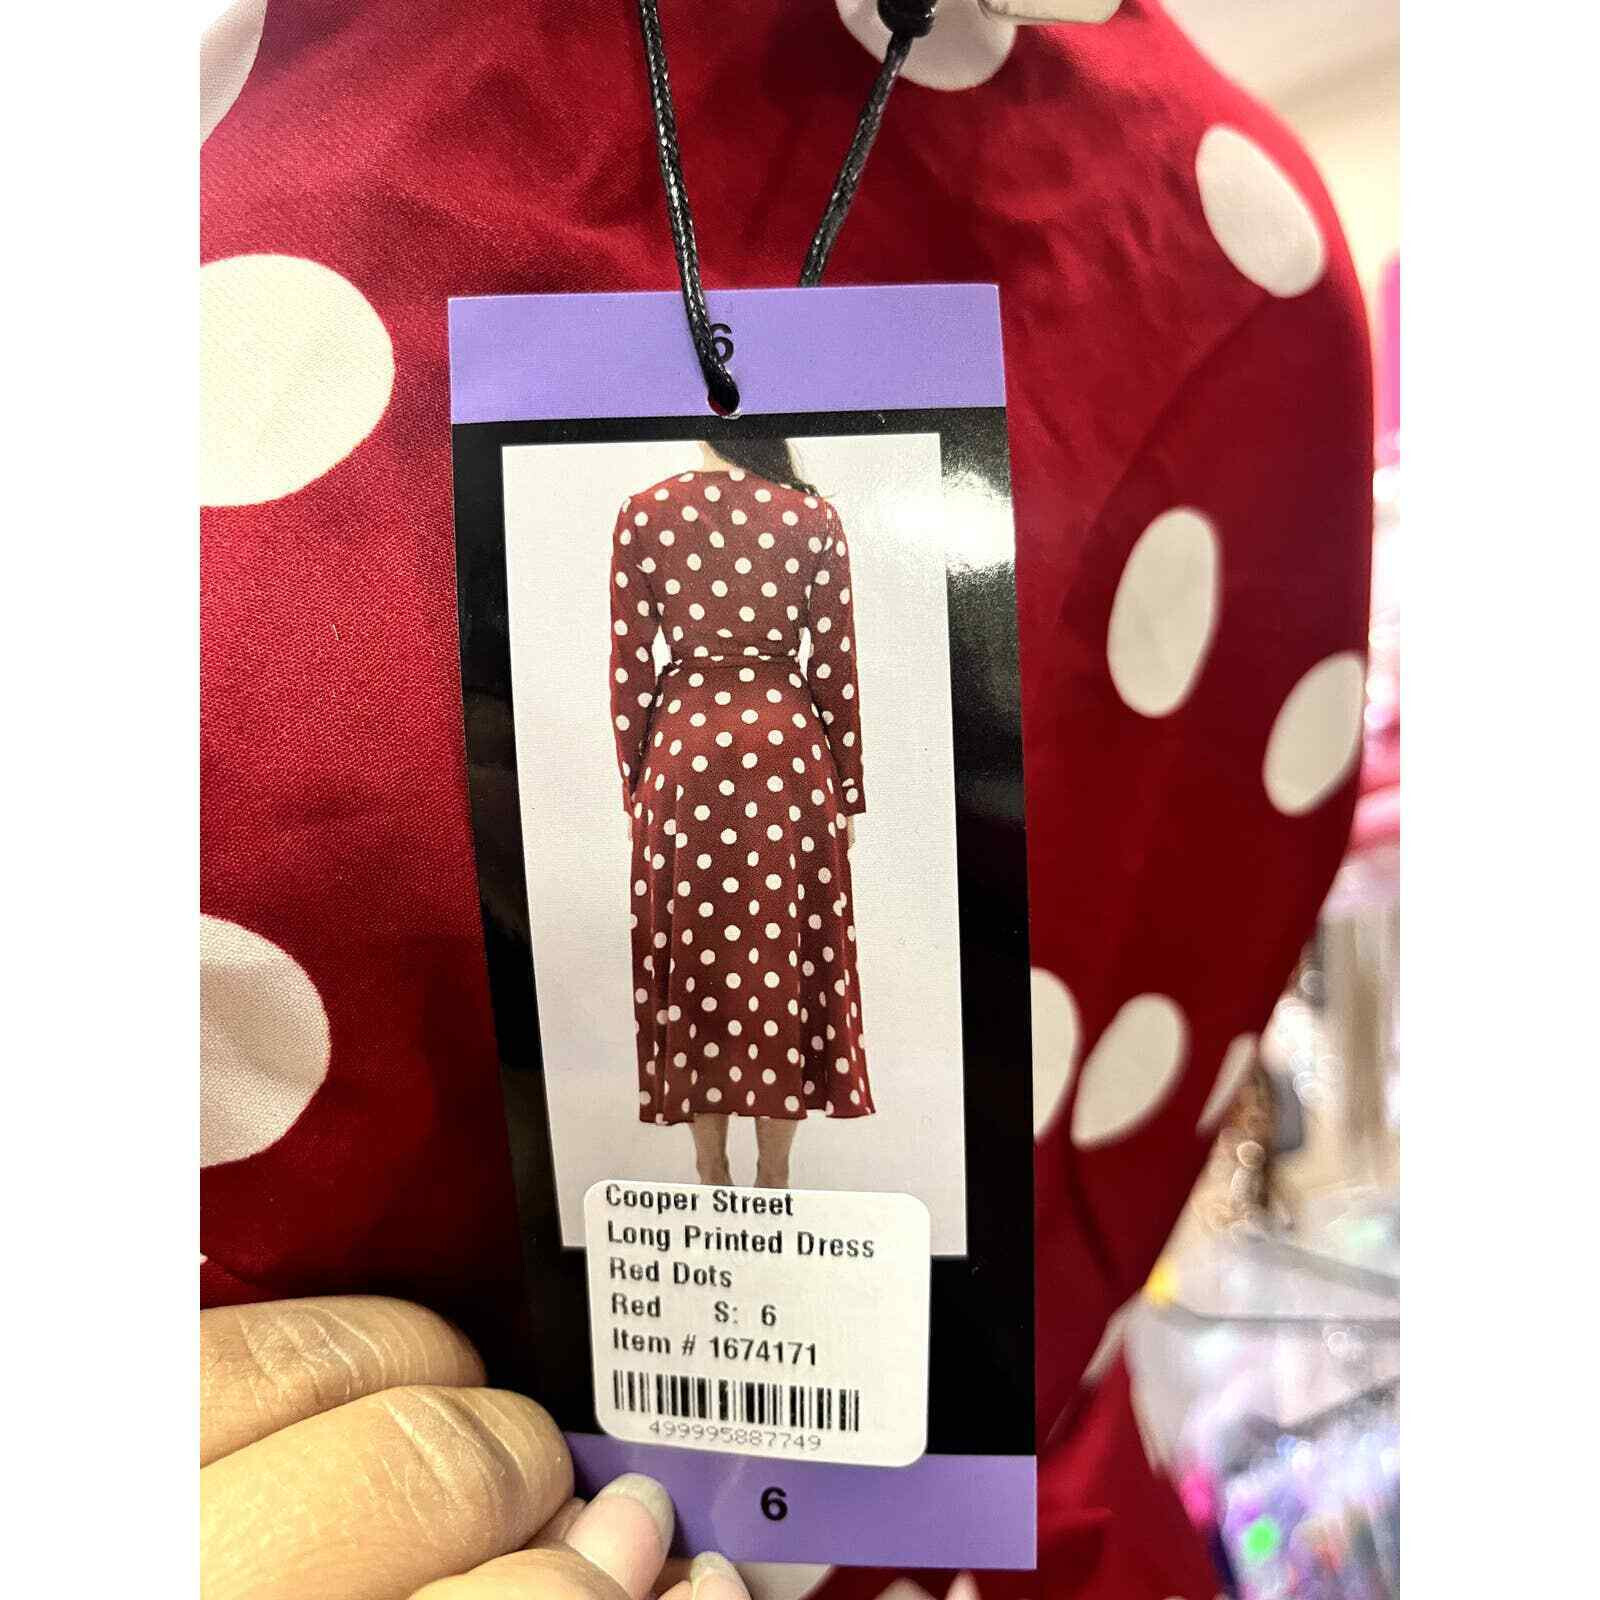 6
Cooper Street
Long Printed Dress
Red Dots
Red S: 6
Item # 1674171
499995887749
6